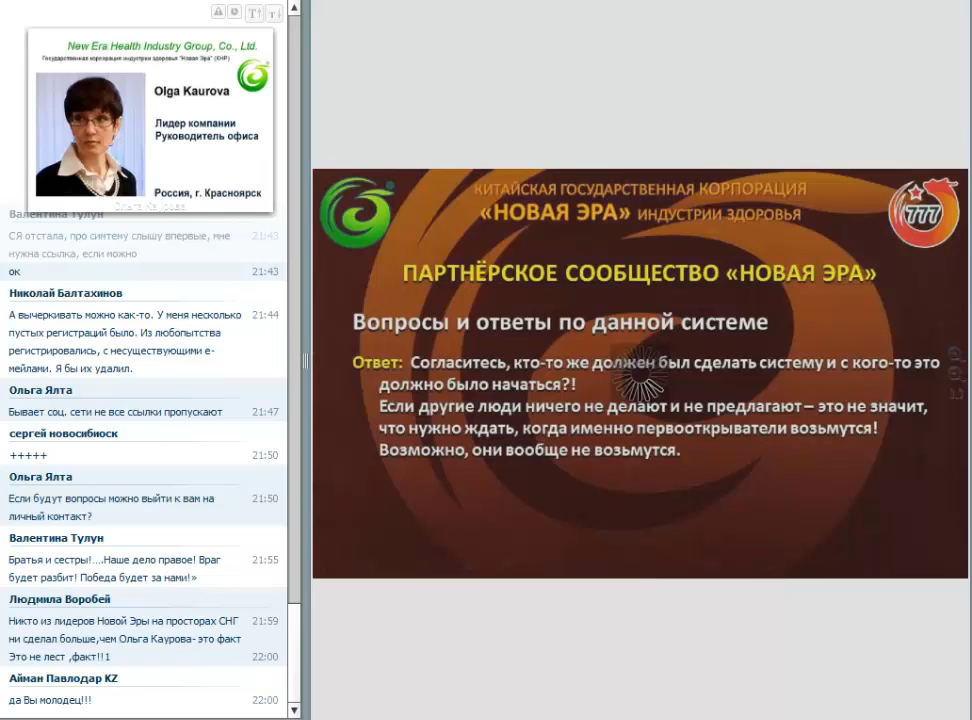 New Era Health Industry Group, Co., Ltd.
Государственная корпорация индустрии здоровья "Новая Эра" (КНР)
Olga Kaurova
Лидер компании
Руководитель офиса
Россия, г. Красноярск
Ольга Каурова
Валентина Тулун
СЯ отстала, про синтему слышу впервые, мне 21:43
нужна ссылка, если можно
ок 21:43
Николай Балтахинов
А вычеркивать можно как-то. У меня несколько 21:44
пустых регистраций было. Из любопытства
регистрировались, с несуществующими е-
мейлами. Я бы их удалил.
Ольга Ялта
Бывает соц. сети не все ссылки пропускают 21:47
сергей новосибиоск
+++++ 21:50
Ольга Ялта
Если будут вопросы можно выйти к вам на 21:50
личный контакт?
Валентина Тулун
Братья и сестры!....Наше дело правое! Враг 21:55
будет разбит! Победа будет за нами!»
Людмила Воробей
Никто из лидеров Новой Эры на просторах СНГ 21:59
ни сделал больше,чем Ольга Каурова- это факт
Это не лест ,факт!!1 22:00
Айман Павлодар KZ
да Вы молодец!!! 22:00
КИТАЙСКАЯ ГОСУДАРСТВЕННАЯ КОРПОРАЦИЯ
«НОВАЯ ЭРА» ИНДУСТРИИ ЗДОРОВЬЯ
777
ПАРТНЁРСКОЕ СООБЩЕСТВО «НОВАЯ ЭРА»
Вопросы и ответы по данной системе
Ответ: Согласитесь, кто-то же должен был сделать систему и с кого-то это
должно было начаться?!
Если другие люди ничего не делают и не предлагают – это не значит,
что нужно ждать, когда именно первооткрыватели возьмутся!
Возможно, они вообще не возьмутся.